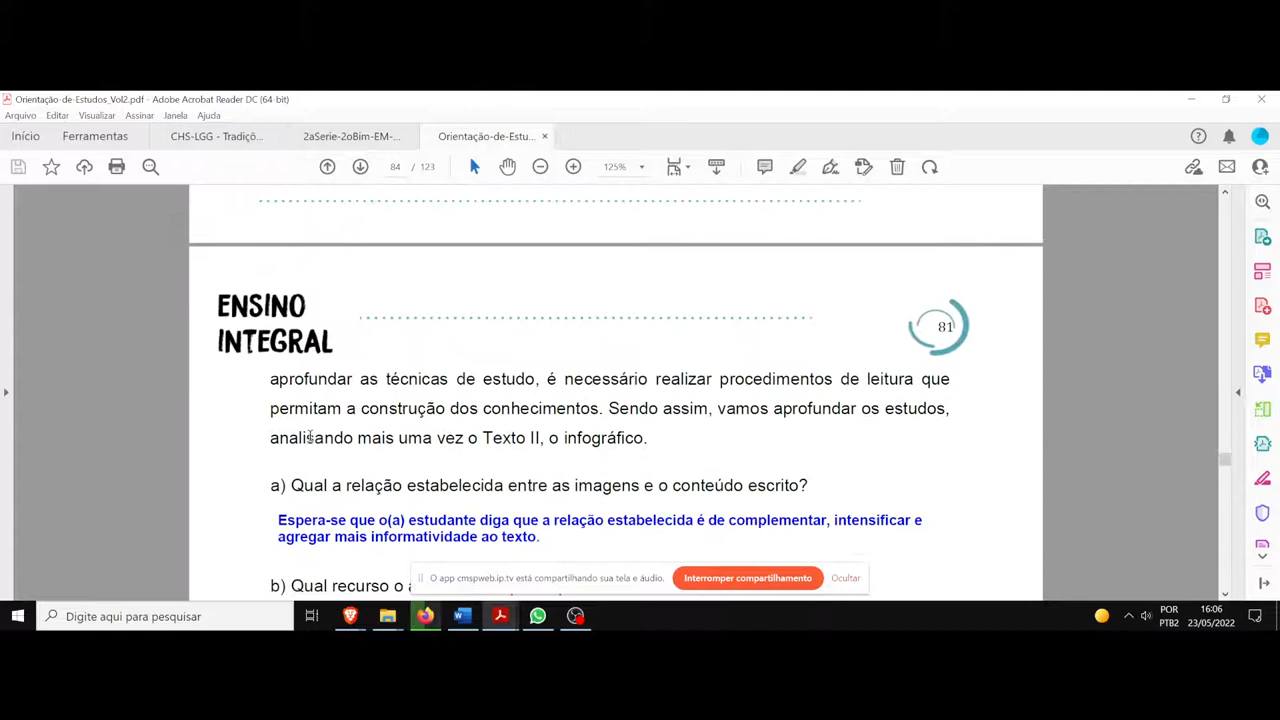 Orientação-de-Estudos_Vol2.pdf - Adobe Acrobat Reader DC (64-bit)
Arquivo Editar Visualizar Assinar Janela Ajuda
Início Ferramentas CHS-LGG - Tradiçõ... 2aSerie-2oBim-EM-... Orientação-de-Estu... ×
84 / 123 125%
ENSINO
INTEGRAL
81
aprofundar as técnicas de estudo, é necessário realizar procedimentos de leitura que
permitam a construção dos conhecimentos. Sendo assim, vamos aprofundar os estudos,
analisando mais uma vez o Texto II, o infográfico.
a) Qual a relação estabelecida entre as imagens e o conteúdo escrito?
Espera-se que o(a) estudante diga que a relação estabelecida é de complementar, intensificar e
agregar mais informatividade ao texto.
O app cmspweb.ip.tv está compartilhando sua tela e áudio. Interromper compartilhamento Ocultar
b) Qual recurso o
Digite aqui para pesquisar
POR
PTB2
16:06
23/05/2022